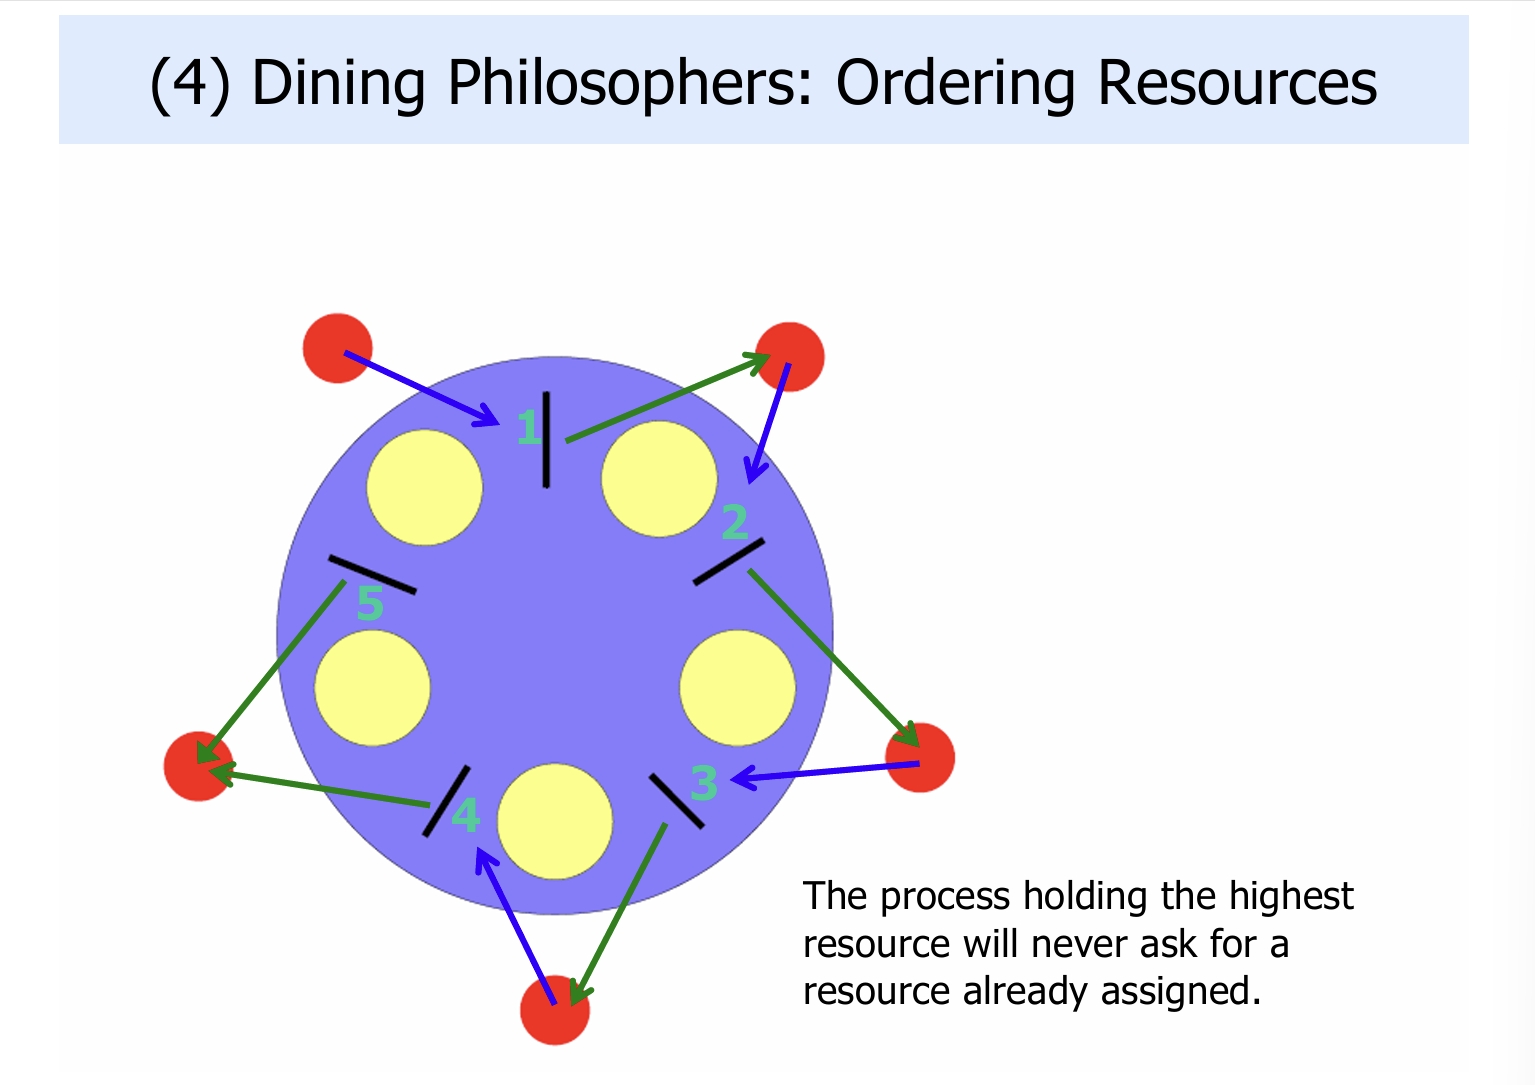 (4) Dining Philosophers: Ordering Resources
1
2
5
3
4
The process holding the highest
resource will never ask for a
resource already assigned.